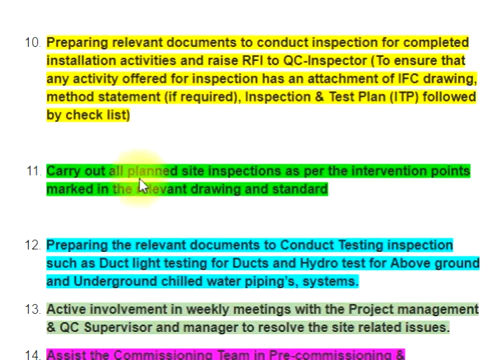 10. Preparing relevant documents to conduct inspection for completed
installation activities and raise RFI to QC-Inspector (To ensure that
any activity offered for inspection has an attachment of IFC drawing,
method statement (if required), Inspection & Test Plan (ITP) followed
by check list)
11. Carry out all planned site inspections as per the intervention points
marked in the relevant drawing and standard
12. Preparing the relevant documents to Conduct Testing inspection
such as Duct light testing for Ducts and Hydro test for Above ground
and Underground chilled water piping's, systems.
13. Active involvement in weekly meetings with the Project management
& QC Supervisor and manager to resolve the site related issues.
14. Assist the Commissioning Team in Pre-commissioning &